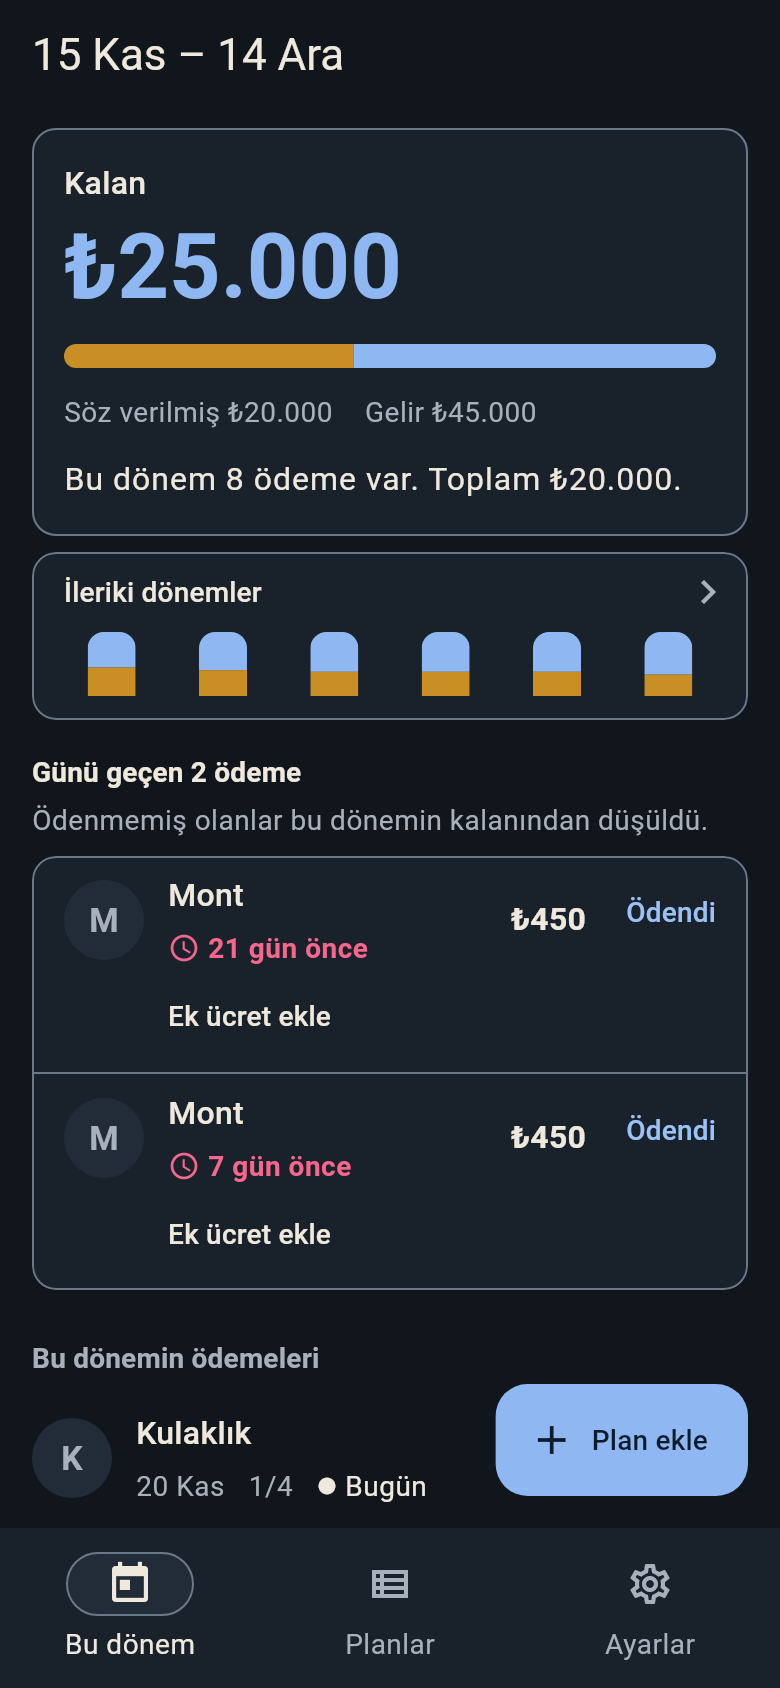 15 Kas – 14 Ara
Kalan
₺25.000
Söz verilmiş ₺20.000 Gelir ₺45.000
Bu dönem 8 ödeme var. Toplam ₺20.000.
İleriki dönemler
Günü geçen 2 ödeme
Ödenmemiş olanlar bu dönemin kalanından düşüldü.
M
Mont
21 gün önce
₺450
Ödendi
Ek ücret ekle
M
Mont
7 gün önce
₺450
Ödendi
Ek ücret ekle
Bu dönemin ödemeleri
K
Kulaklık
20 Kas 1/4 Bugün
Plan ekle
Bu dönem
Planlar
Ayarlar